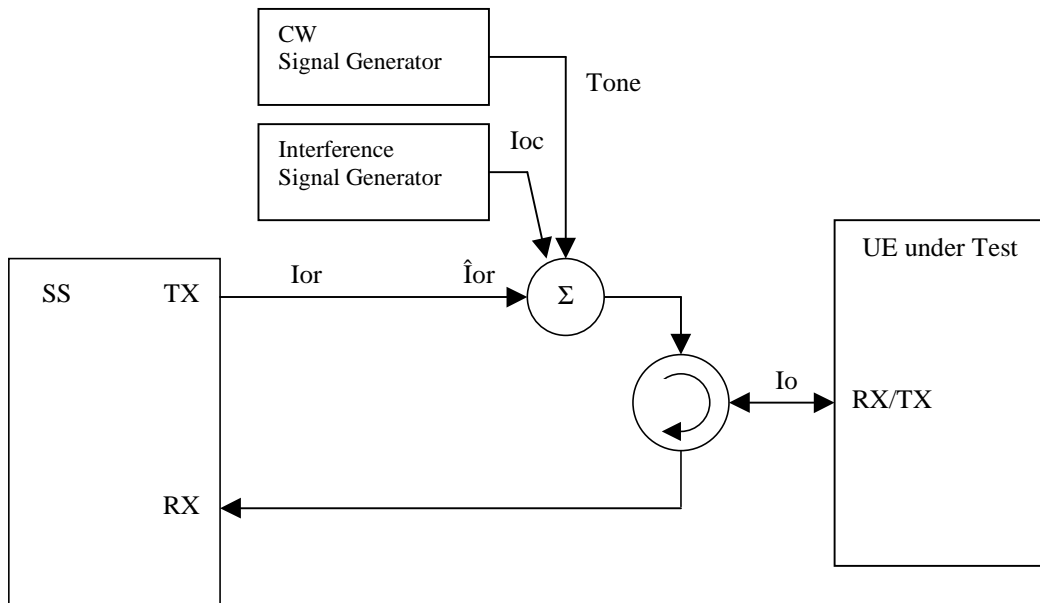 CW
Signal Generator
Tone
Interference
Signal Generator
Ioc
UE under Test
SS
TX
Ior
Îor
Σ
Io
RX/TX
RX